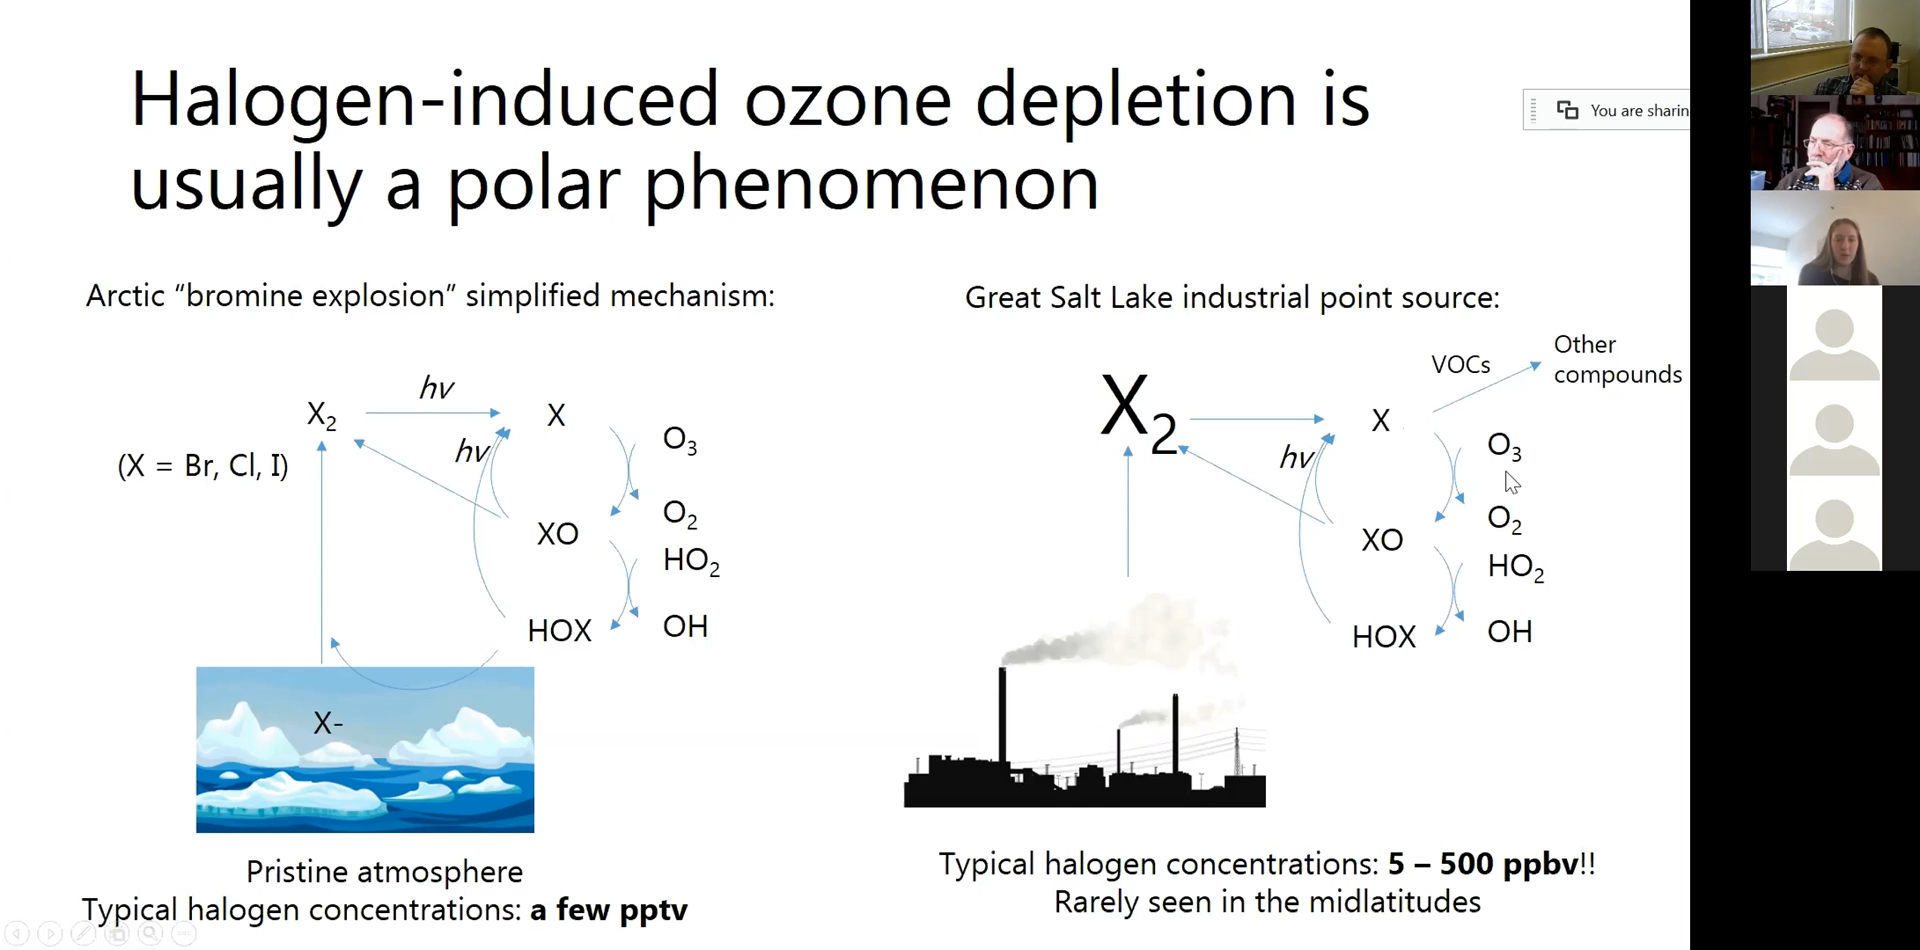 Halogen-induced ozone depletion is
usually a polar phenomenon
You are sharin
Arctic “bromine explosion” simplified mechanism:
(X = Br, Cl, I)
X₂
hv
X
hv
O₃
O₂
XO
HO₂
HOX
OH
X-
Pristine atmosphere
Typical halogen concentrations: a few pptv
Great Salt Lake industrial point source:
VOCs
Other
compounds
X₂
X
hv
O₃
O₂
XO
HO₂
HOX
OH
Typical halogen concentrations: 5 – 500 ppbv!!
Rarely seen in the midlatitudes